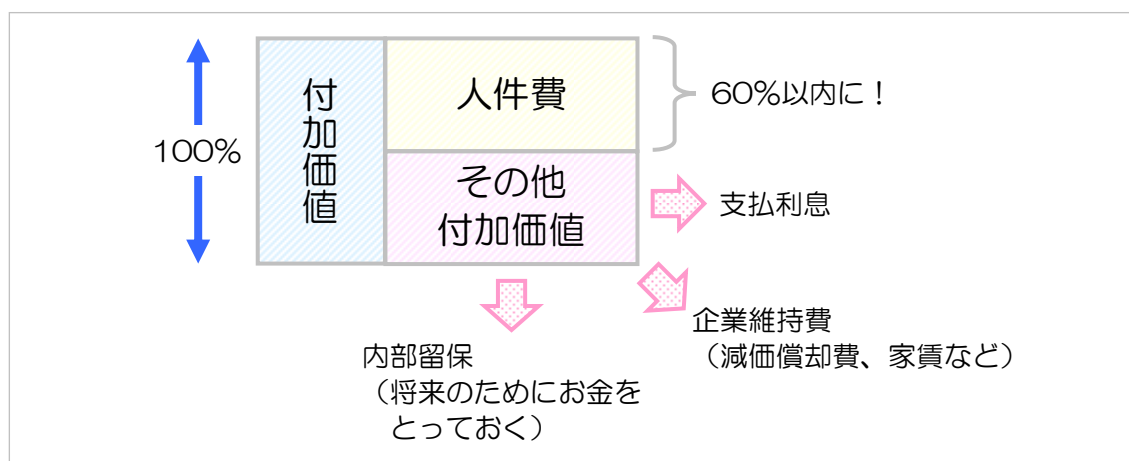 100%
付加価値
人件費
60%以内に！
その他
付加価値
支払利息
企業維持費
（減価償却費、家賃など）
内部留保
（将来のためにお金を
とっておく）